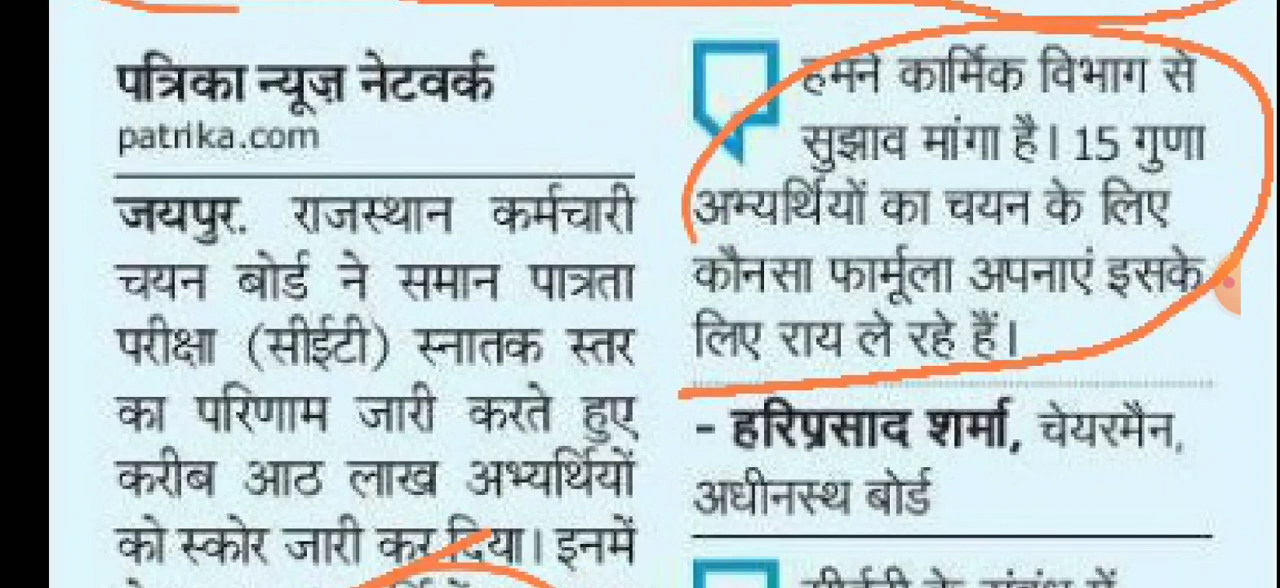 पत्रिका न्यूज़ नेटवर्क
patrika.com
जयपुर. राजस्थान कर्मचारी
चयन बोर्ड ने समान पात्रता
परीक्षा (सीईटी) स्नातक स्तर
का परिणाम जारी करते हुए
करीब आठ लाख अभ्यर्थियों
को स्कोर जारी कर दिया। इनमें
हमने कार्मिक विभाग से
सुझाव मांगा है। 15 गुणा
अभ्यर्थियों का चयन के लिए
कौनसा फार्मूला अपनाएं इसके
लिए राय ले रहे हैं।
- हरिप्रसाद शर्मा, चेयरमैन,
अधीनस्थ बोर्ड